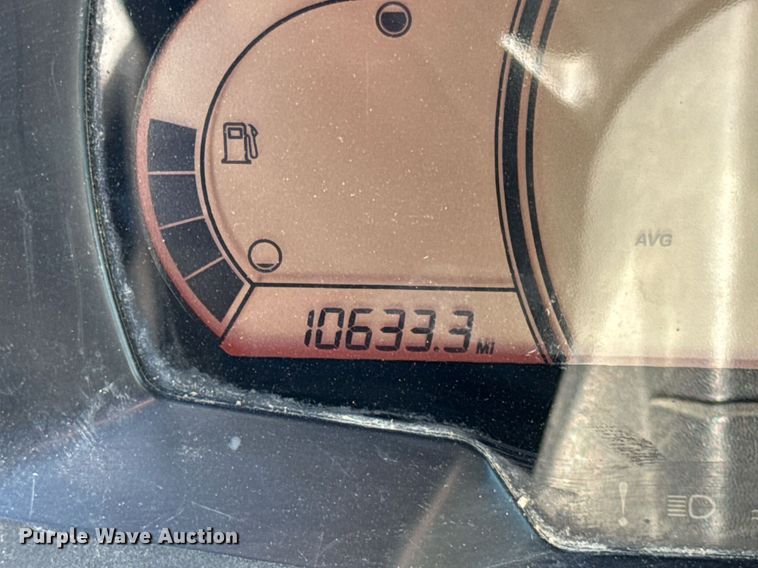 AVG
10633.3 MI
Purple Wave Auction